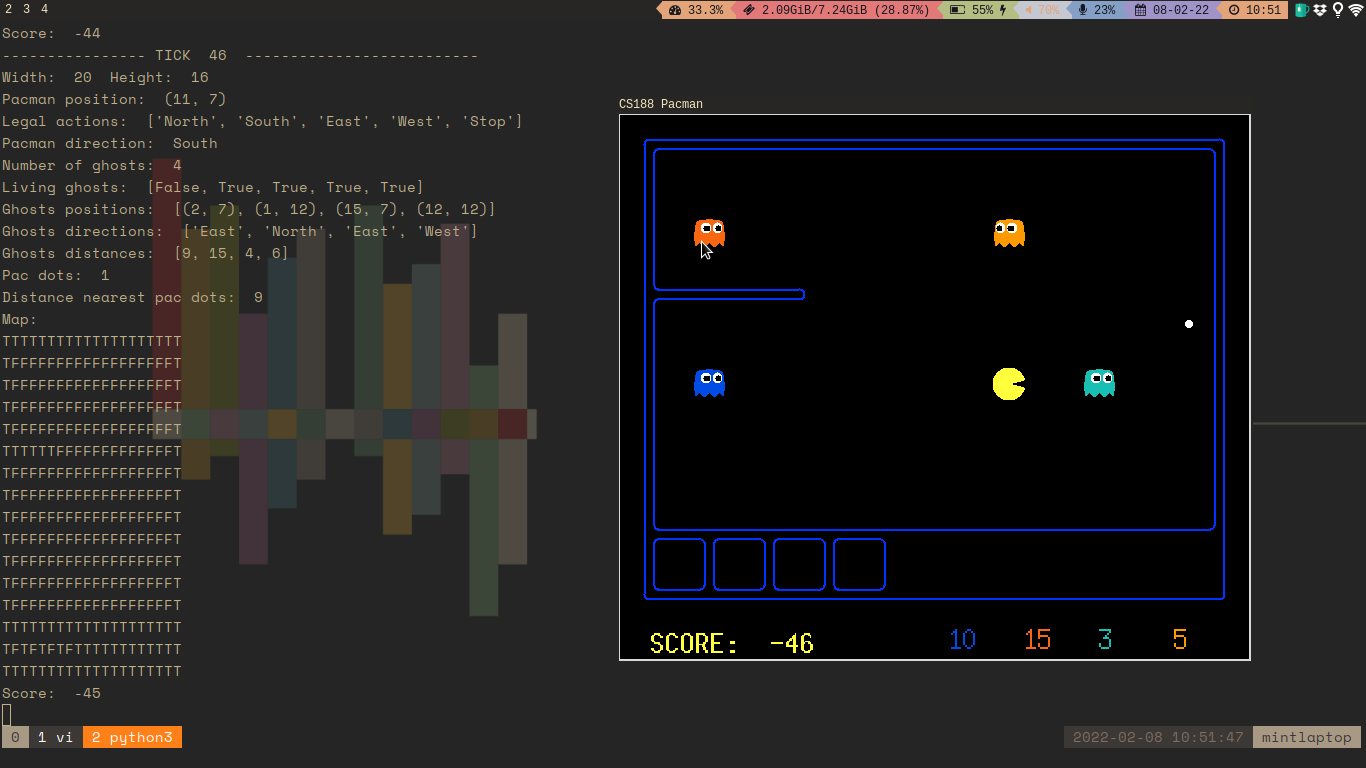 2 3 4
33.3% 2.09GiB/7.24GiB (28.87%) 55% 70% 23% 08-02-22 10:51
Score:  -44
---------------- TICK  46  --------------------------
Width:  20  Height:  16
Pacman position:  (11, 7)
Legal actions:  ['North', 'South', 'East', 'West', 'Stop']
Pacman direction:  South
Number of ghosts:  4
Living ghosts:  [False, True, True, True, True]
Ghosts positions:  [(2, 7), (1, 12), (15, 7), (12, 12)]
Ghosts directions:  ['East', 'North', 'East', 'West']
Ghosts distances:  [9, 15, 4, 6]
Pac dots:  1
Distance nearest pac dots:  9
Map:
TTTTTTTTTTTTTTTTTTTT
TFFFFFFFFFFFFFFFFFFT
TFFFFFFFFFFFFFFFFFFT
TFFFFFFFFFFFFFFFFFFT
TFFFFFFFFFFFFFFFFFFT
TTTTTTFFFFFFFFFFFFFT
TFFFFFFFFFFFFFFFFFFT
TFFFFFFFFFFFFFFFFFFT
TFFFFFFFFFFFFFFFFFFT
TFFFFFFFFFFFFFFFFFFT
TFFFFFFFFFFFFFFFFFFT
TFFFFFFFFFFFFFFFFFFT
TFFFFFFFFFFFFFFFFFFT
TTTTTTTTTTTTTTTTTTTT
TFTFTFTFTTTTTTTTTTTT
TTTTTTTTTTTTTTTTTTTT
Score:  -45
CS188 Pacman
SCORE:  -46
10 15 3 5
0 1 vi 2 python3
2022-02-08 10:51:47 mintlaptop